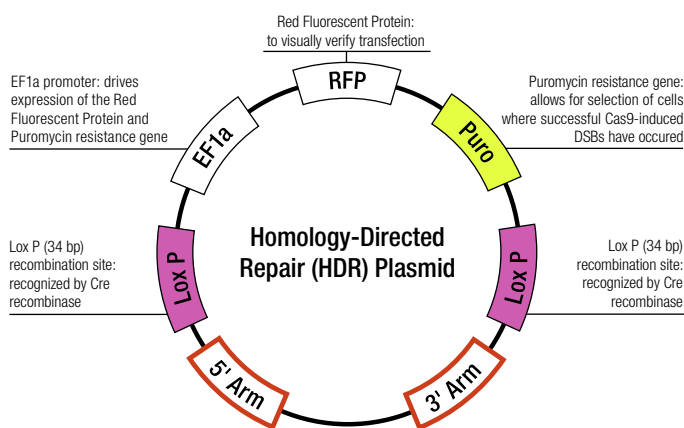 Red Fluorescent Protein:
to visually verify transfection
EF1a promoter: drives
expression of the Red
Fluorescent Protein and
Puromycin resistance gene
Puromycin resistance gene:
allows for selection of cells
where successful Cas9-induced
DSBs have occured
RFP
EF1a
Puro
Lox P (34 bp)
recombination site:
recognized by Cre
recombinase
Lox P
Homology-Directed
Repair (HDR) Plasmid
Lox P
Lox P (34 bp)
recombination site:
recognized by Cre
recombinase
5' Arm
3' Arm